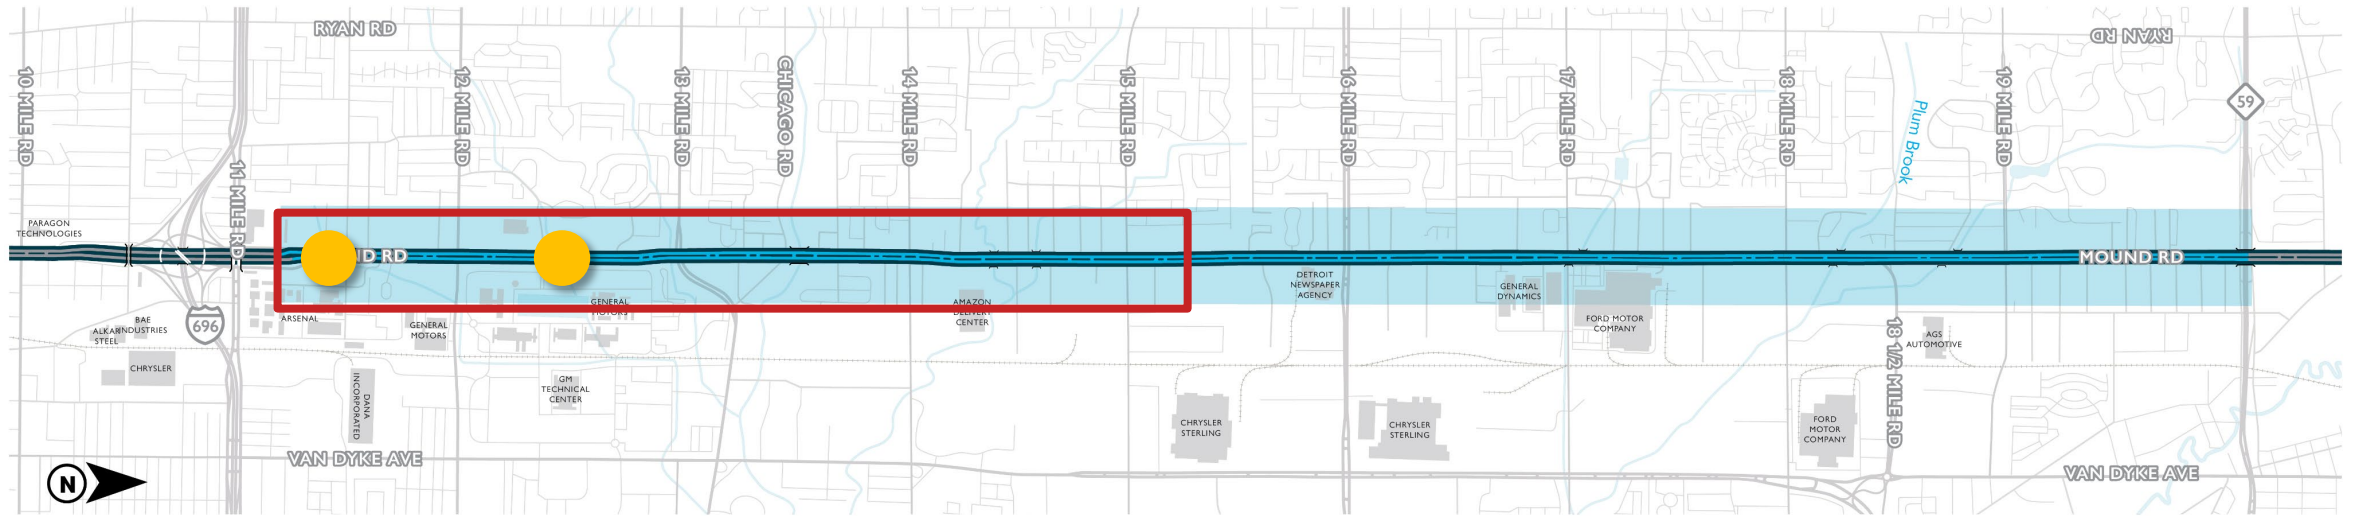 RYAN RD
RYAN RD
10 MILE RD
11 MILE RD
12 MILE RD
13 MILE RD
CHICAGO RD
14 MILE RD
15 MILE RD
16 MILE RD
17 MILE RD
18 MILE RD
Plum Brook
19 MILE RD
59
PARAGON
TECHNOLOGIES
D RD
MOUND RD
DETROIT
NEWSPAPER
AGENCY
GENERAL
DYNAMICS
FORD MOTOR
COMPANY
AMAZON
DELIVERY
CENTER
GENERAL
MOTORS
ARSENAL
GENERAL
MOTORS
BAE
INDUSTRIES
ALKAR
STEEL
696
CHRYSLER
DANA
INCORPORATED
GM
TECHNICAL
CENTER
CHRYSLER
STERLING
CHRYSLER
STERLING
FORD
MOTOR
COMPANY
18 1/2 MILE RD
AGS
AUTOMOTIVE
VAN DYKE AVE
VAN DYKE AVE
N